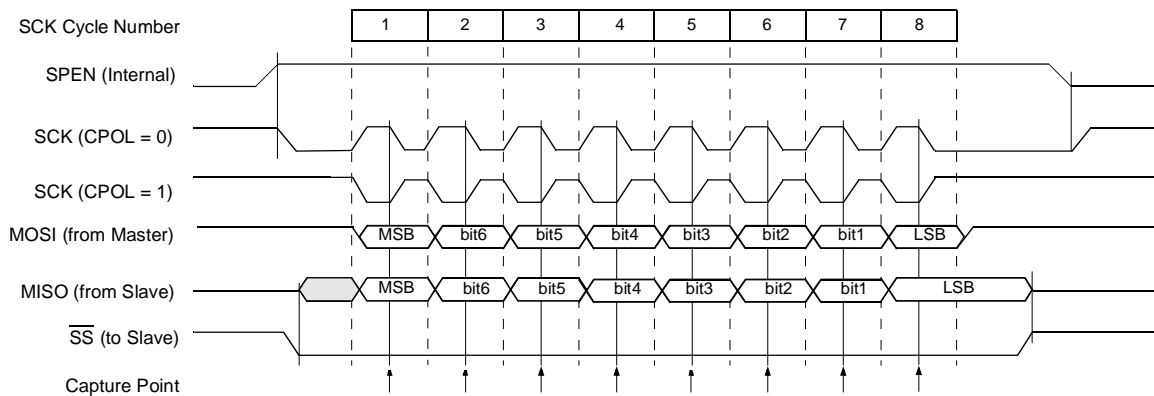 SCK Cycle Number 1 2 3 4 5 6 7 8
SPEN (Internal)
SCK (CPOL = 0)
SCK (CPOL = 1)
MOSI (from Master) MSB bit6 bit5 bit4 bit3 bit2 bit1 LSB
MISO (from Slave) MSB bit6 bit5 bit4 bit3 bit2 bit1 LSB
SS (to Slave)
Capture Point